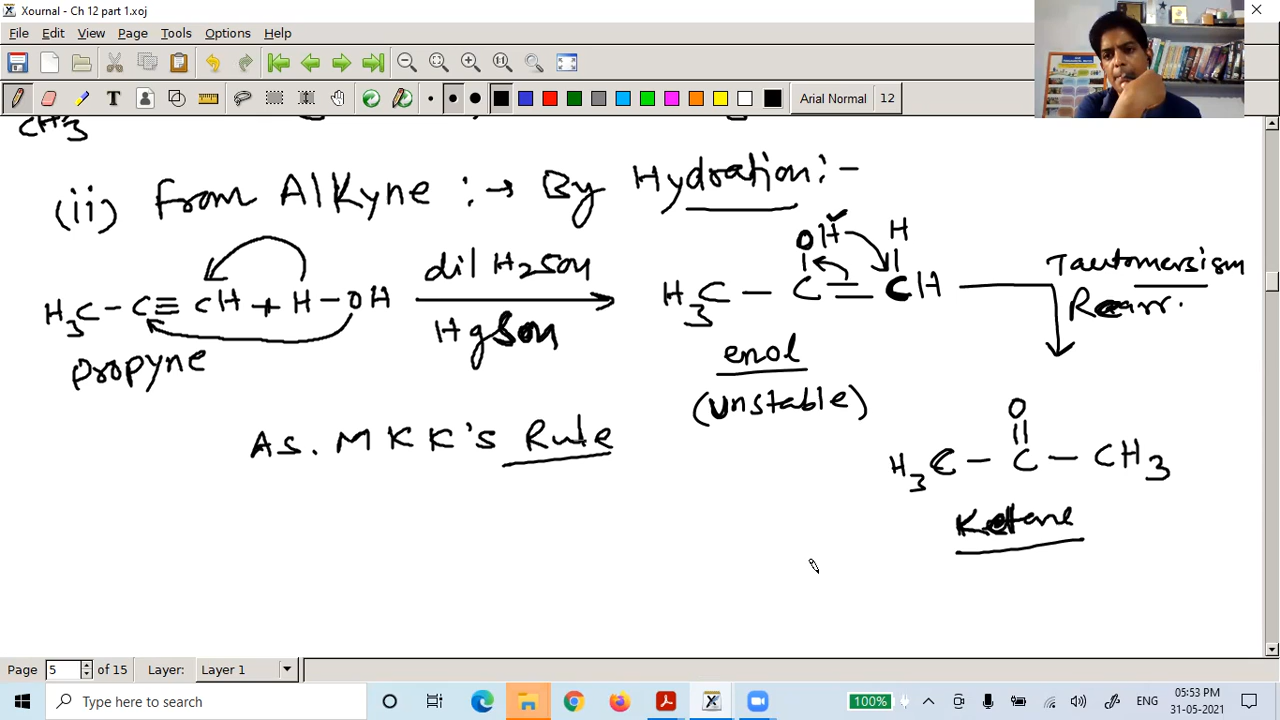 Xournal - Ch 12 part 1.xoj
File Edit View Page Tools Options Help
Arial Normal 12
CH3
(ii) From Alkyne :→ By Hydration :-
OH H
H3C - C ≡ CH + H - OH dil H2SO4 H3C - C = CH Tautomersism
HgSO4 Rearr.
Propyne enol
(Unstable)
As. MKK's Rule
O
H3C - C - CH3
Ketone
Page 5 of 15 Layer: Layer 1
Type here to search
100% ENG 05:53 PM
31-05-2021